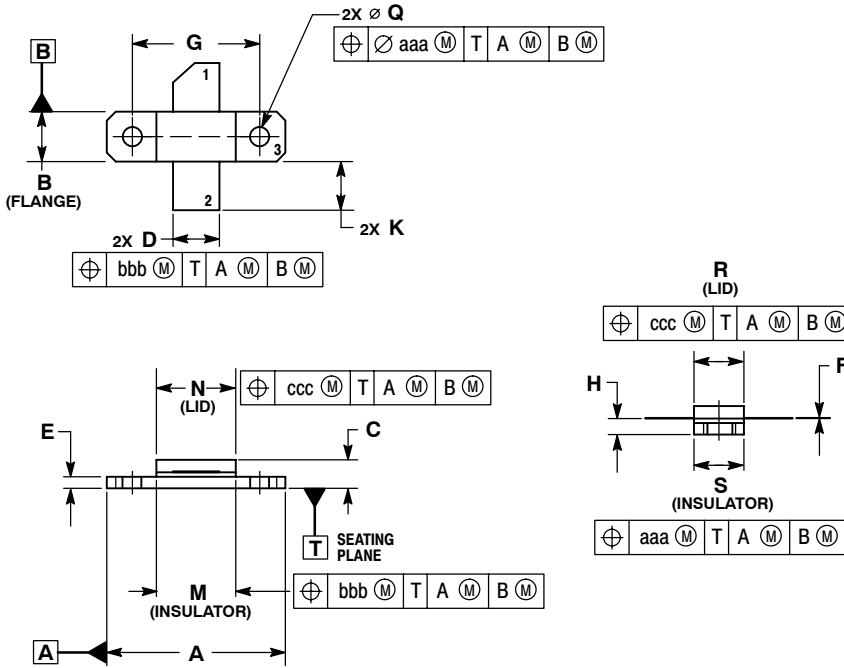 2X ⌀ Q
⌖ ⌀ aaa Ⓜ T A Ⓜ B Ⓜ
G
B
1
3
B
(FLANGE)
2
2X K
2X D
⌖ bbb Ⓜ T A Ⓜ B Ⓜ
R
(LID)
⌖ ccc Ⓜ T A Ⓜ B Ⓜ
N
(LID)
⌖ ccc Ⓜ T A Ⓜ B Ⓜ
H
F
E
C
S
(INSULATOR)
⌖ aaa Ⓜ T A Ⓜ B Ⓜ
T
SEATING
PLANE
M
(INSULATOR)
⌖ bbb Ⓜ T A Ⓜ B Ⓜ
A
A